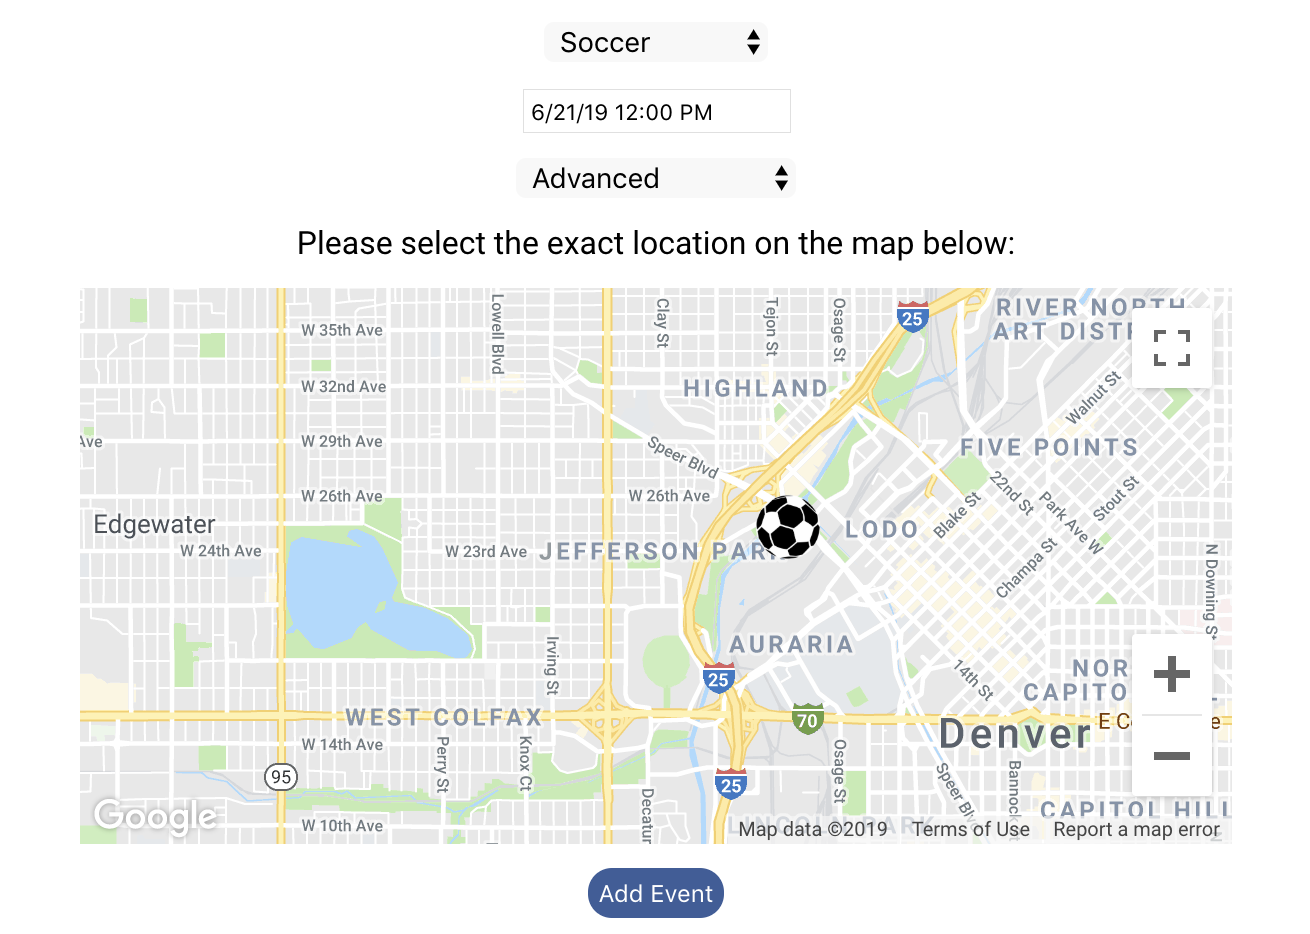 Soccer
6/21/19 12:00 PM
Advanced
Please select the exact location on the map below:
Lowell Blvd
Clay St
Tejon St
Osage St
25
RIVER NORTH
ART DISTR
W 35th Ave
W 32nd Ave
HIGHLAND
Walnut St
Ave
W 29th Ave
Speer Blvd
FIVE POINTS
W 26th Ave
W 26th Ave
22nd St
Stout St
Edgewater
LODO
Blake St
Park Ave W
W 24th Ave
W 23rd Ave
JEFFERSON PARK
Champa St
N Downing St
AURARIA
Irving St
25
14th St
NOR
CAPITO L
WEST COLFAX
70
Denver
E Co e
W 14th Ave
Perry St
Knox Ct
Osage St
95
25
Speer Blv
Bannock
Decatur
CAPITOL HILL
Google
W 10th Ave
LINCOLN PARK
Map data ©2019
Terms of Use
Report a map error
Add Event